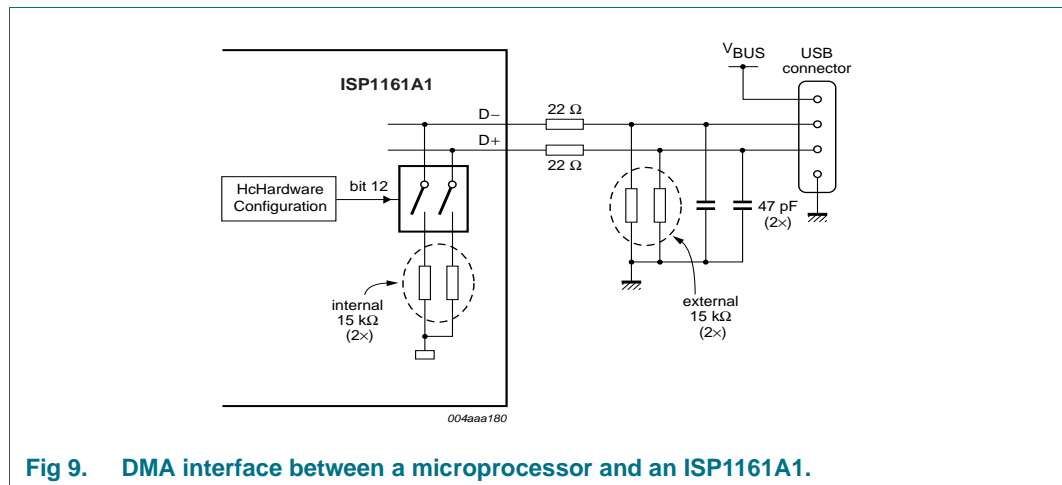 ISP1161A1
V BUS
USB
connector
D−
22 Ω
D+
22 Ω
HcHardware
Configuration
bit 12
47 pF
(2×)
internal
15 kΩ
(2×)
external
15 kΩ
(2×)
004aaa180
Fig 9. DMA interface between a microprocessor and an ISP1161A1.